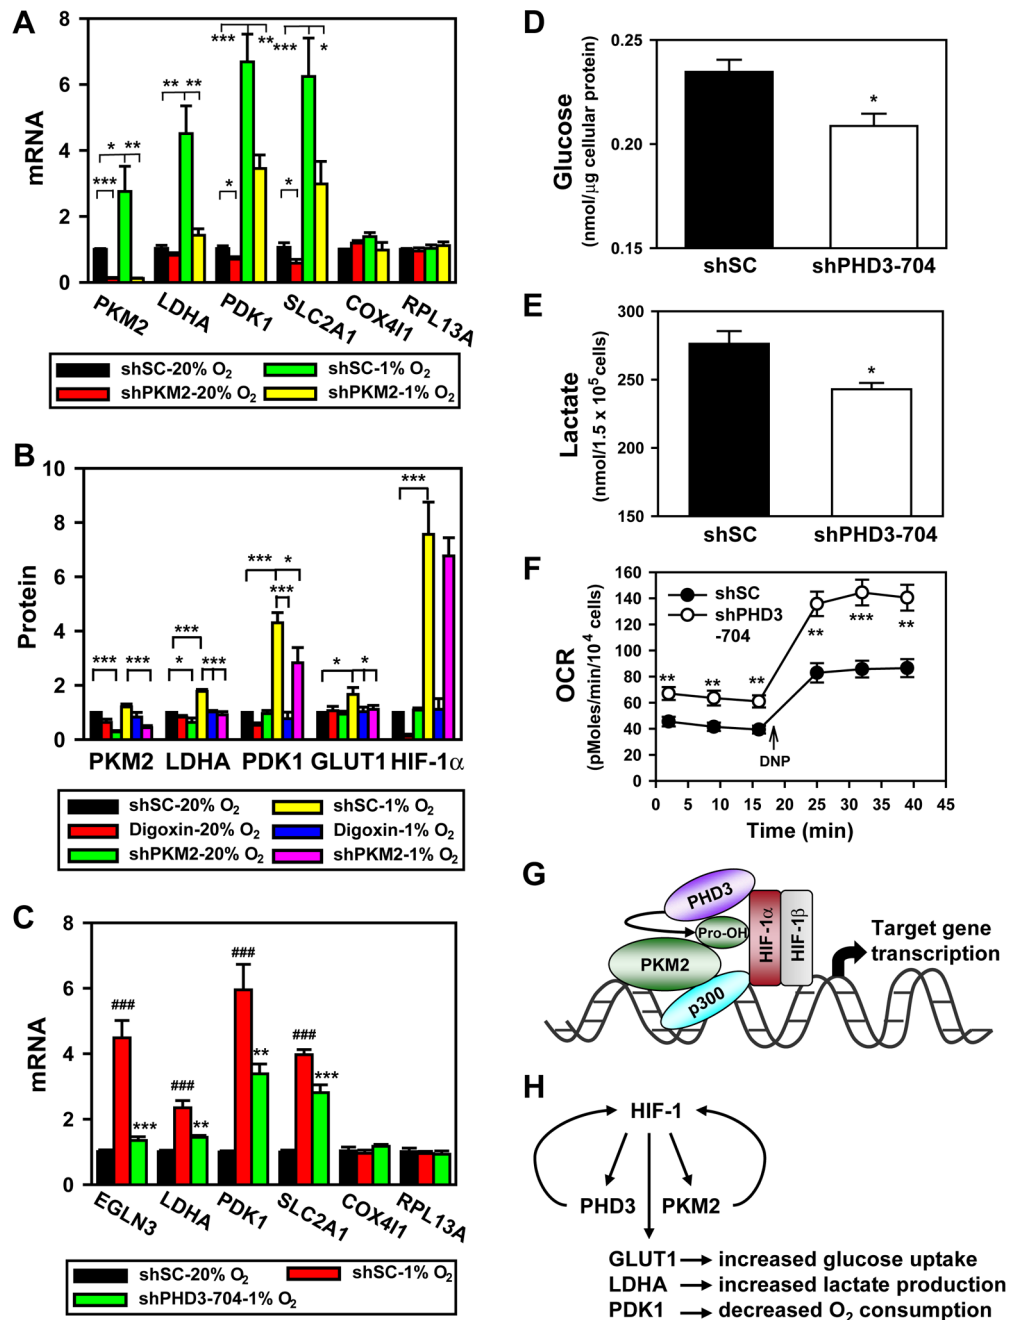 A
mRNA
8
6
4
2
0
*** * **
** **
* *** **
* *** *
PKM2 LDHA PDK1 SLC2A1 COX4I1 RPL13A
shSC-20% O2 shSC-1% O2
shPKM2-20% O2 shPKM2-1% O2
B
Protein
10
8
6
4
2
0
*** ***
*** * *** ***
*** * ***
* *
***
PKM2 LDHA PDK1 GLUT1 HIF-1α
shSC-20% O2 shSC-1% O2
Digoxin-20% O2 Digoxin-1% O2
shPKM2-20% O2 shPKM2-1% O2
C
mRNA
8
6
4
2
0
### ***
### **
### **
### ***
EGLN3 LDHA PDK1 SLC2A1 COX4I1 RPL13A
shSC-20% O2 shSC-1% O2
shPHD3-704-1% O2
D
Glucose
(nmol/µg cellular protein)
0.25
0.20
0.15
*
shSC shPHD3-704
E
Lactate
(nmol/1.5 x 10^5 cells)
300
250
200
150
*
shSC shPHD3-704
F
OCR
(pMoles/min/10^4 cells)
160
140
120
100
80
60
40
20
0
shSC
shPHD3
-704
** ** ** ** *** **
DNP
0 5 10 15 20 25 30 35 40 45
Time (min)
G
PHD3
Pro-OH
PKM2
p300
HIF-1α
HIF-1β
Target gene
transcription
H
HIF-1
PHD3 PKM2
GLUT1 → increased glucose uptake
LDHA → increased lactate production
PDK1 → decreased O2 consumption